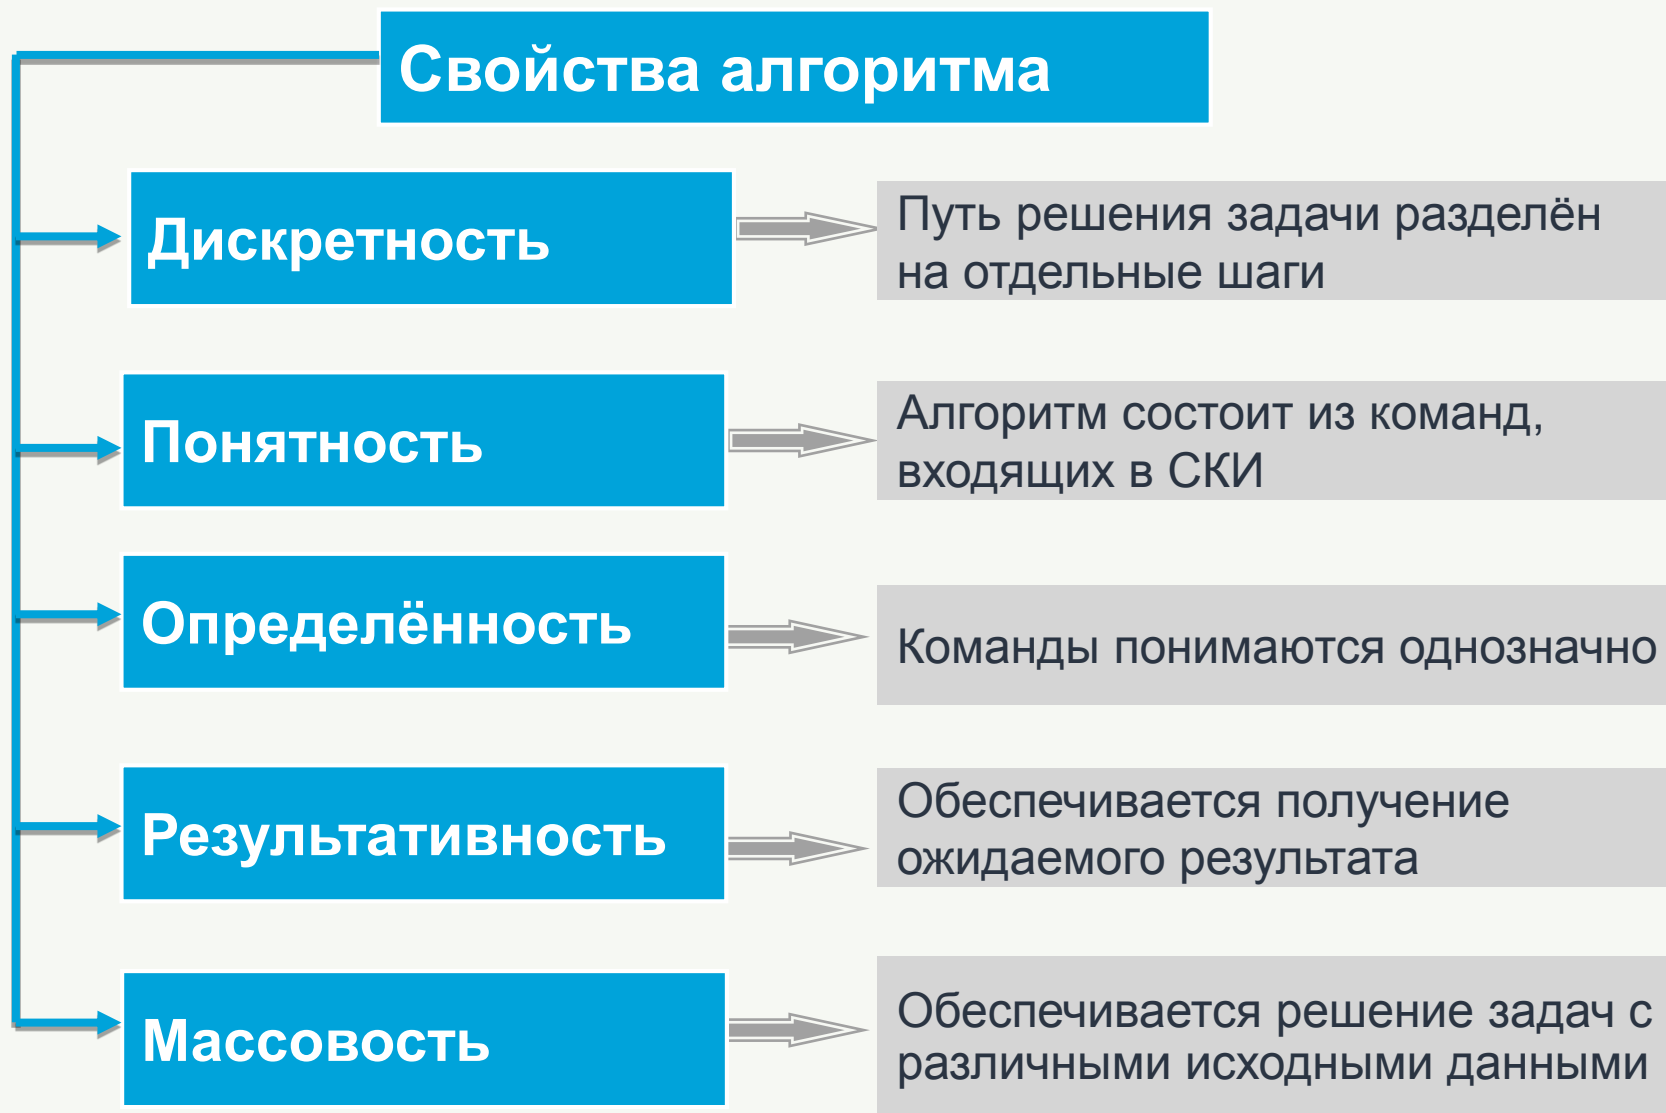 Свойства алгоритма
Дискретность
Путь решения задачи разделён
на отдельные шаги
Понятность
Алгоритм состоит из команд,
входящих в СКИ
Определённость
Команды понимаются однозначно
Результативность
Обеспечивается получение
ожидаемого результата
Массовость
Обеспечивается решение задач с
различными исходными данными